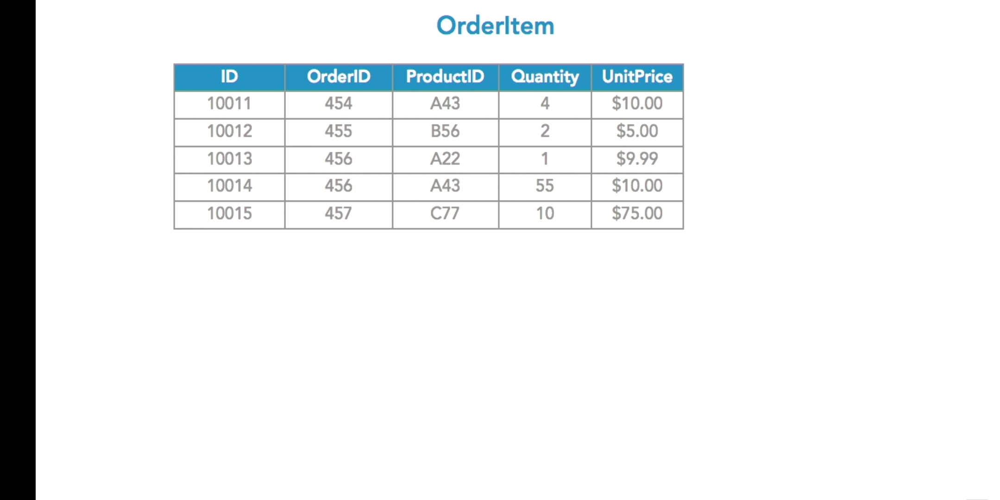 OrderItem
ID OrderID ProductID Quantity UnitPrice
10011 454 A43 4 $10.00
10012 455 B56 2 $5.00
10013 456 A22 1 $9.99
10014 456 A43 55 $10.00
10015 457 C77 10 $75.00